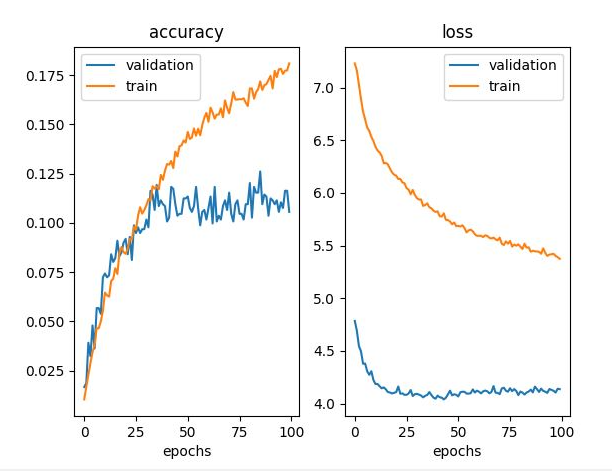 accuracy
loss
validation
train
validation
train
0.175
0.150
0.125
0.100
0.075
0.050
0.025
7.0
6.5
6.0
5.5
5.0
4.5
4.0
0 25 50 75 100
0 25 50 75 100
epochs
epochs